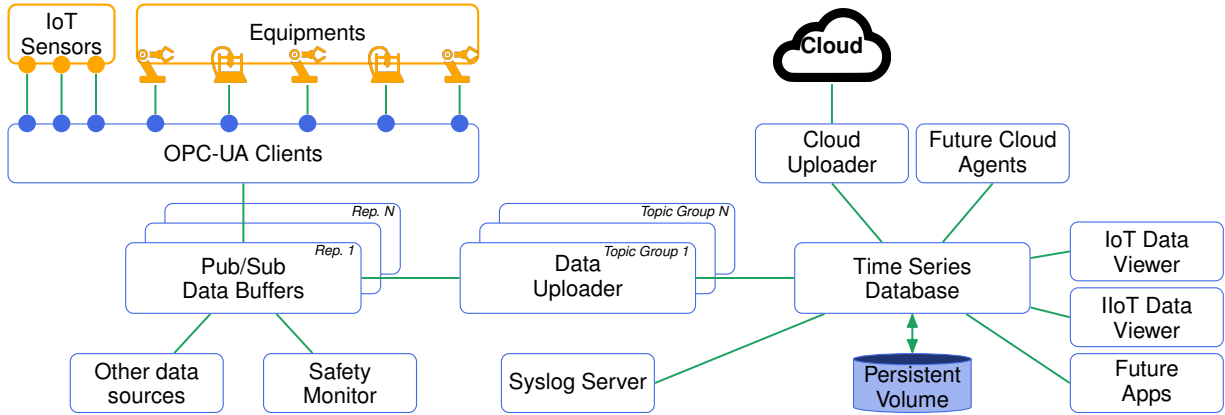 IoT
Sensors
Equipments
Cloud
OPC-UA Clients
Cloud
Uploader
Future Cloud
Agents
Rep. N
Rep. 1
Pub/Sub
Data Buffers
Topic Group N
Topic Group 1
Data
Uploader
Time Series
Database
IoT Data
Viewer
IIoT Data
Viewer
Other data
sources
Safety
Monitor
Syslog Server
Persistent
Volume
Future
Apps